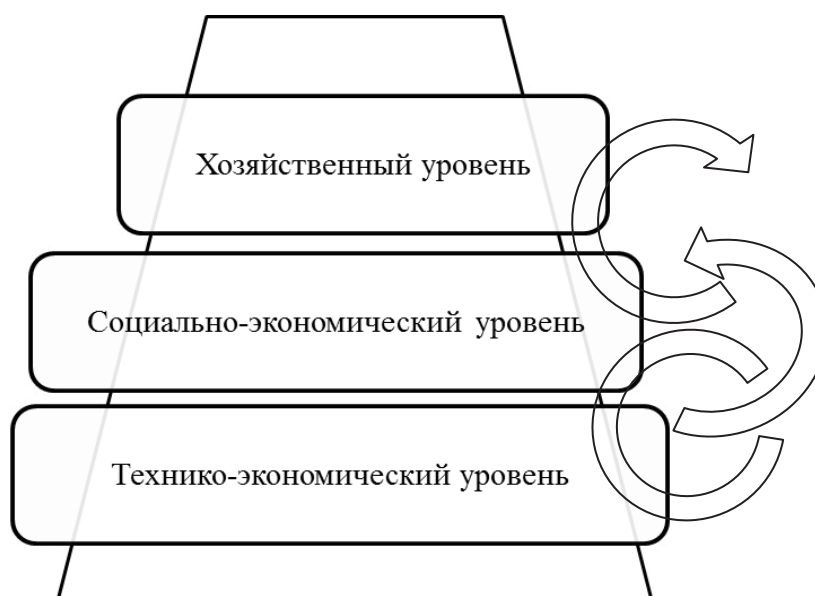 Хозяйственный уровень
Социально-экономический уровень
Технико-экономический уровень